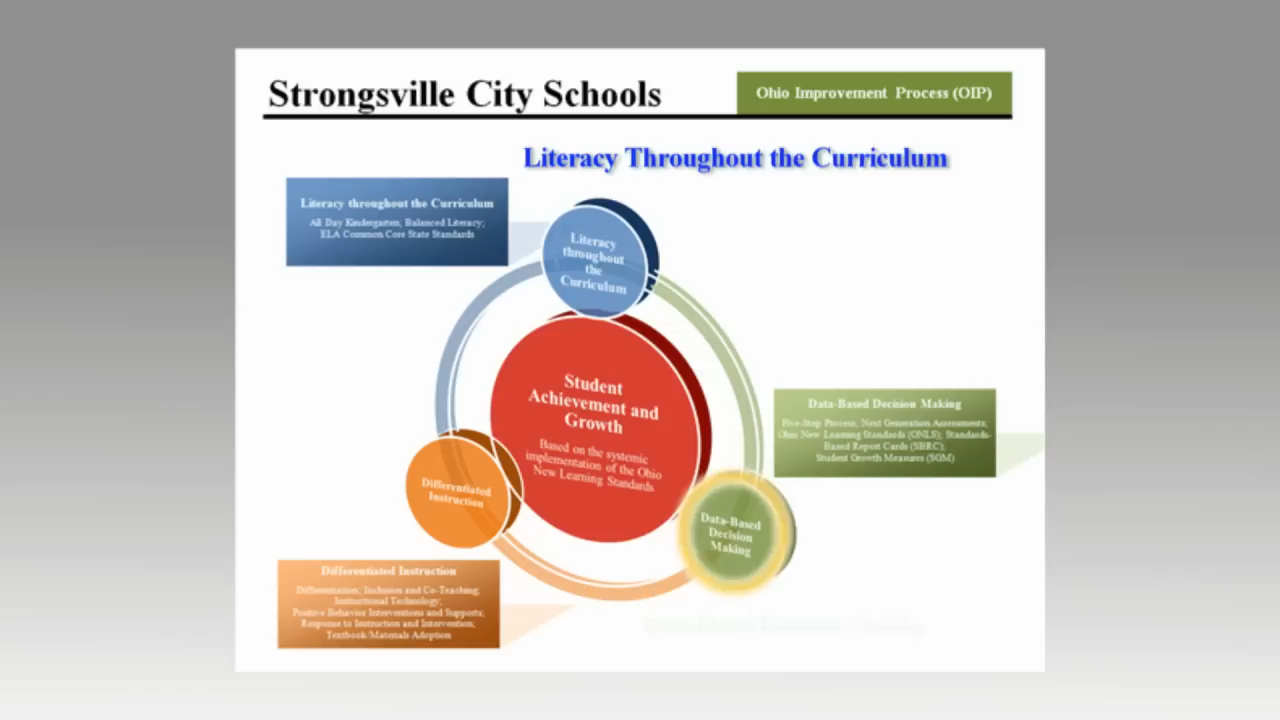 Strongsville City Schools
Ohio Improvement Process (OIP)
Literacy Throughout the Curriculum
Literacy throughout the Curriculum
All Day Kindergarten; Balanced Literacy;
ELA Common Core State Standards
Literacy
throughout
the
Curriculum
Student
Achievement and
Growth
Based on the systemic
implementation of the Ohio
New Learning Standards
Data-Based Decision Making
Five-Step Process; Next Generation Assessments;
Ohio New Learning Standards (ONLS); Standards-
Based Report Cards (SBRC);
Student Growth Measures (SGM)
Differentiated
Instruction
Data-Based
Decision
Making
Differentiated Instruction
Differentiation; Inclusion and Co-Teaching;
Instructional Technology;
Positive Behavior Interventions and Supports;
Response to Instruction and Intervention;
Textbook/Materials Adoption